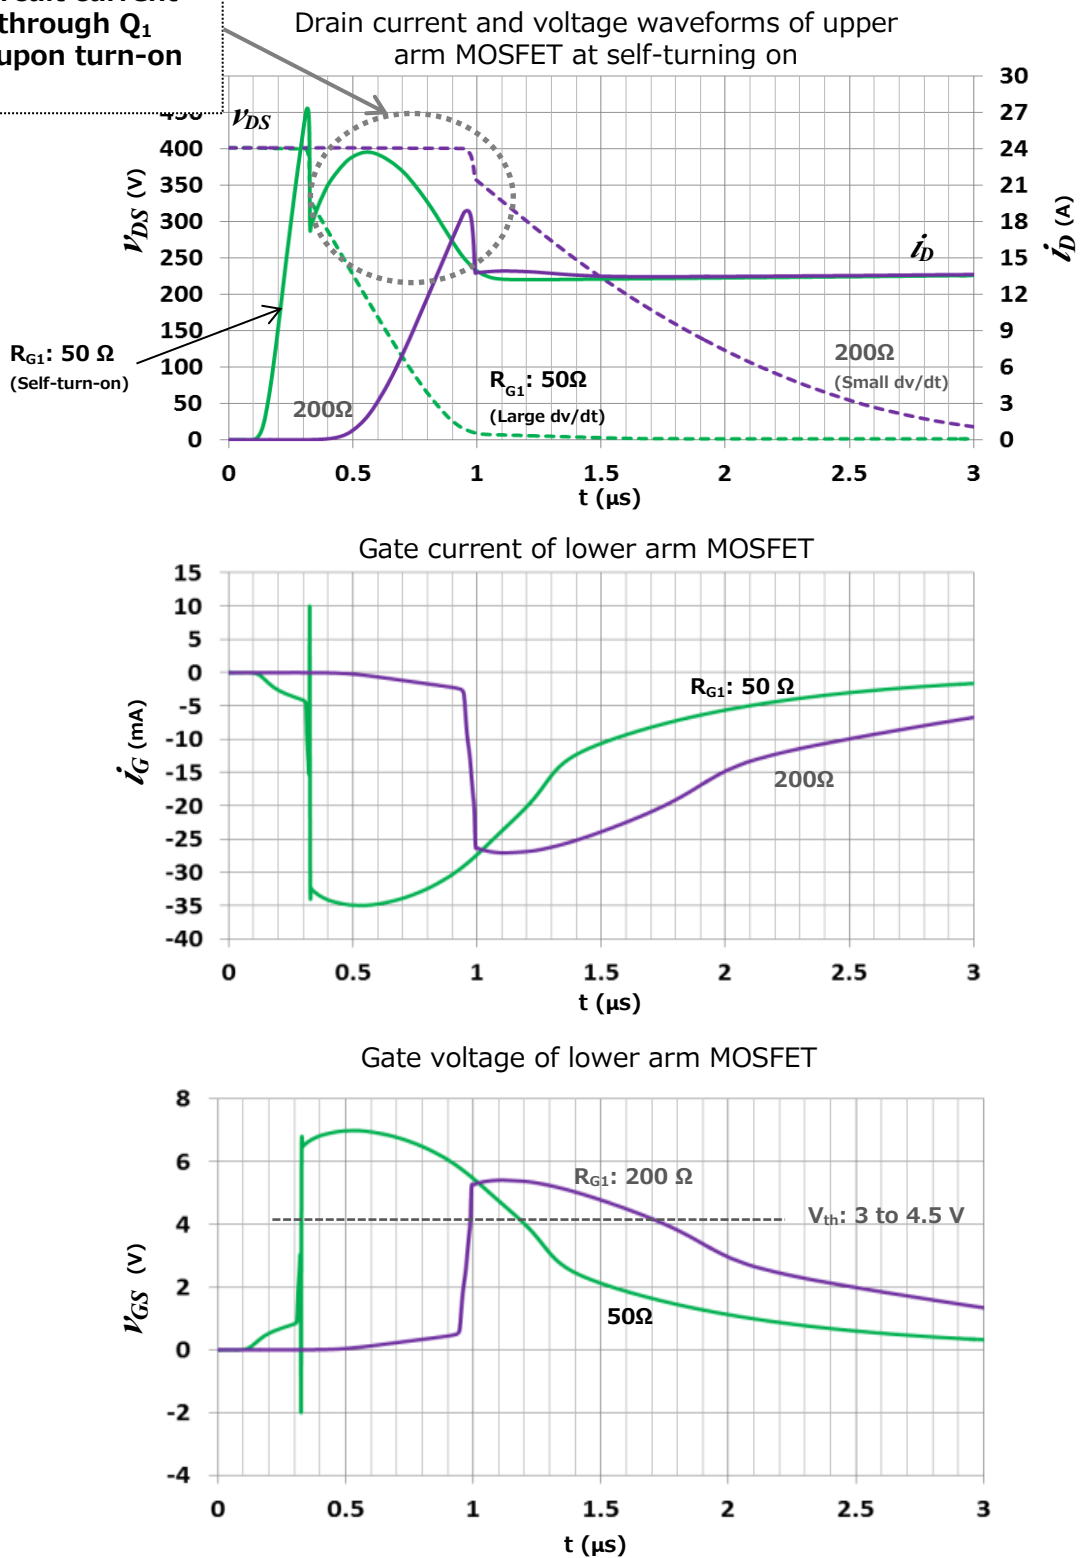 through Q1
upon turn-on
Drain current and voltage waveforms of upper
arm MOSFET at self-turning on
vDS
vDS (V)
450
400
350
300
250
200
150
100
50
0
30
27
24
21
18
15
12
9
6
3
0
iD (A)
iD
RG1: 50 Ω
(Self-turn-on)
200Ω
RG1: 50Ω
(Large dv/dt)
200Ω
(Small dv/dt)
0 0.5 1 1.5 2 2.5 3
t (μs)
Gate current of lower arm MOSFET
iG (mA)
15
10
5
0
-5
-10
-15
-20
-25
-30
-35
-40
RG1: 50 Ω
200Ω
0 0.5 1 1.5 2 2.5 3
t (μs)
Gate voltage of lower arm MOSFET
vGS (V)
8
6
4
2
0
-2
-4
RG1: 200 Ω
Vth: 3 to 4.5 V
50Ω
0 0.5 1 1.5 2 2.5 3
t (μs)